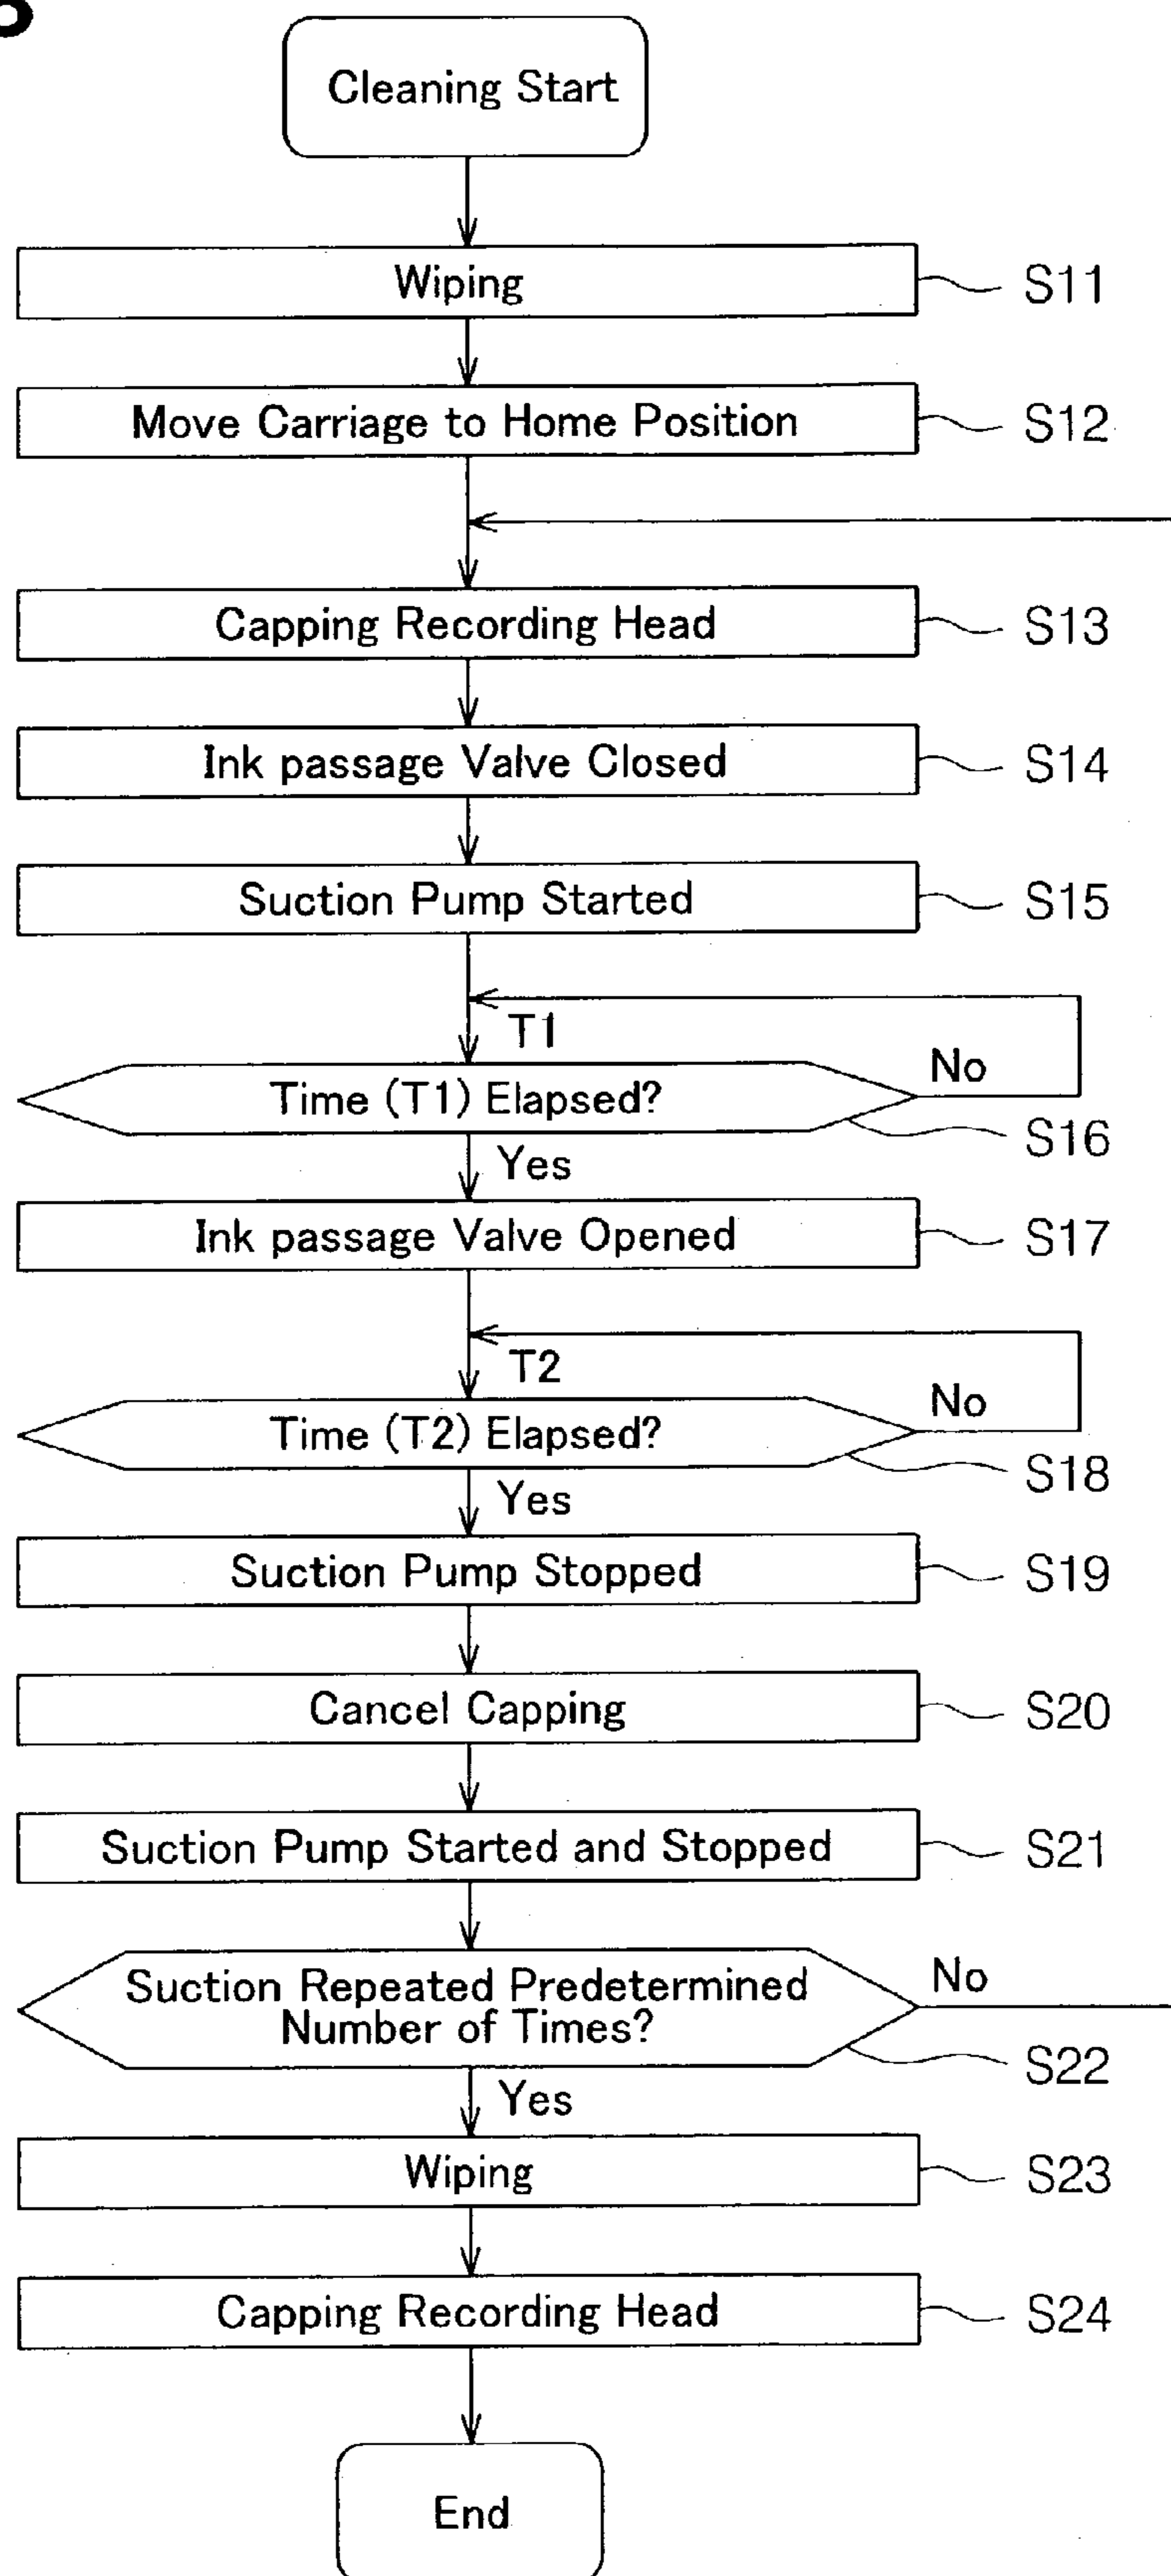 Cleaning Start
Wiping
S11
Move Carriage to Home Position
S12
Capping Recording Head
S13
Ink passage Valve Closed
S14
Suction Pump Started
S15
T1
No
Time (T1) Elapsed?
S16
Yes
Ink passage Valve Opened
S17
T2
No
Time (T2) Elapsed?
S18
Yes
Suction Pump Stopped
S19
Cancel Capping
S20
Suction Pump Started and Stopped
S21
Suction Repeated Predetermined
Number of Times?
No
S22
Yes
Wiping
S23
Capping Recording Head
S24
End